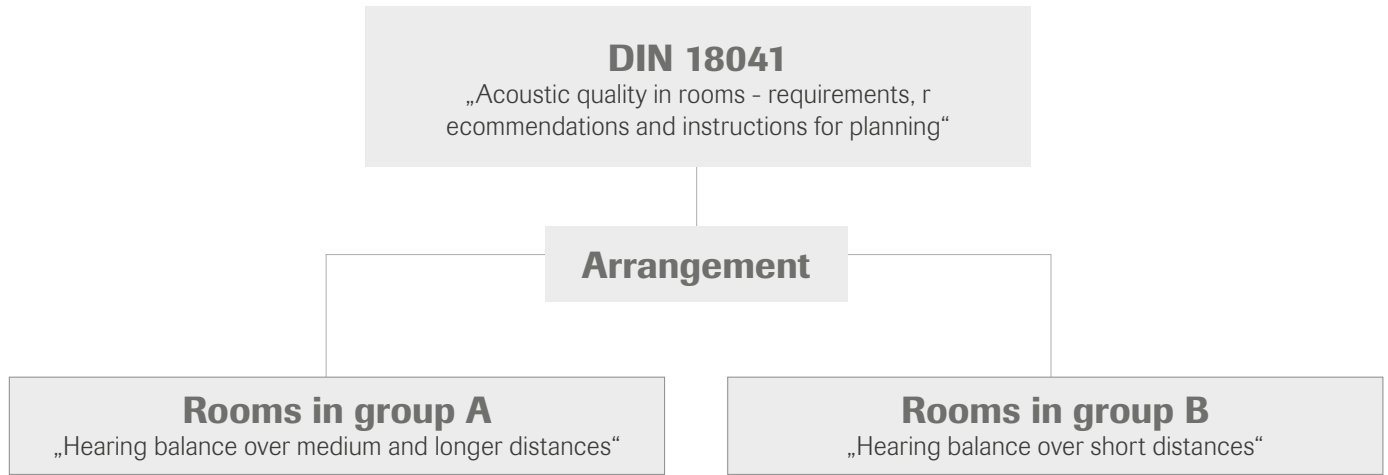 DIN 18041
„Acoustic quality in rooms - requirements, r
ecommendations and instructions for planning“
Arrangement
Rooms in group A
„Hearing balance over medium and longer distances“
Rooms in group B
„Hearing balance over short distances“